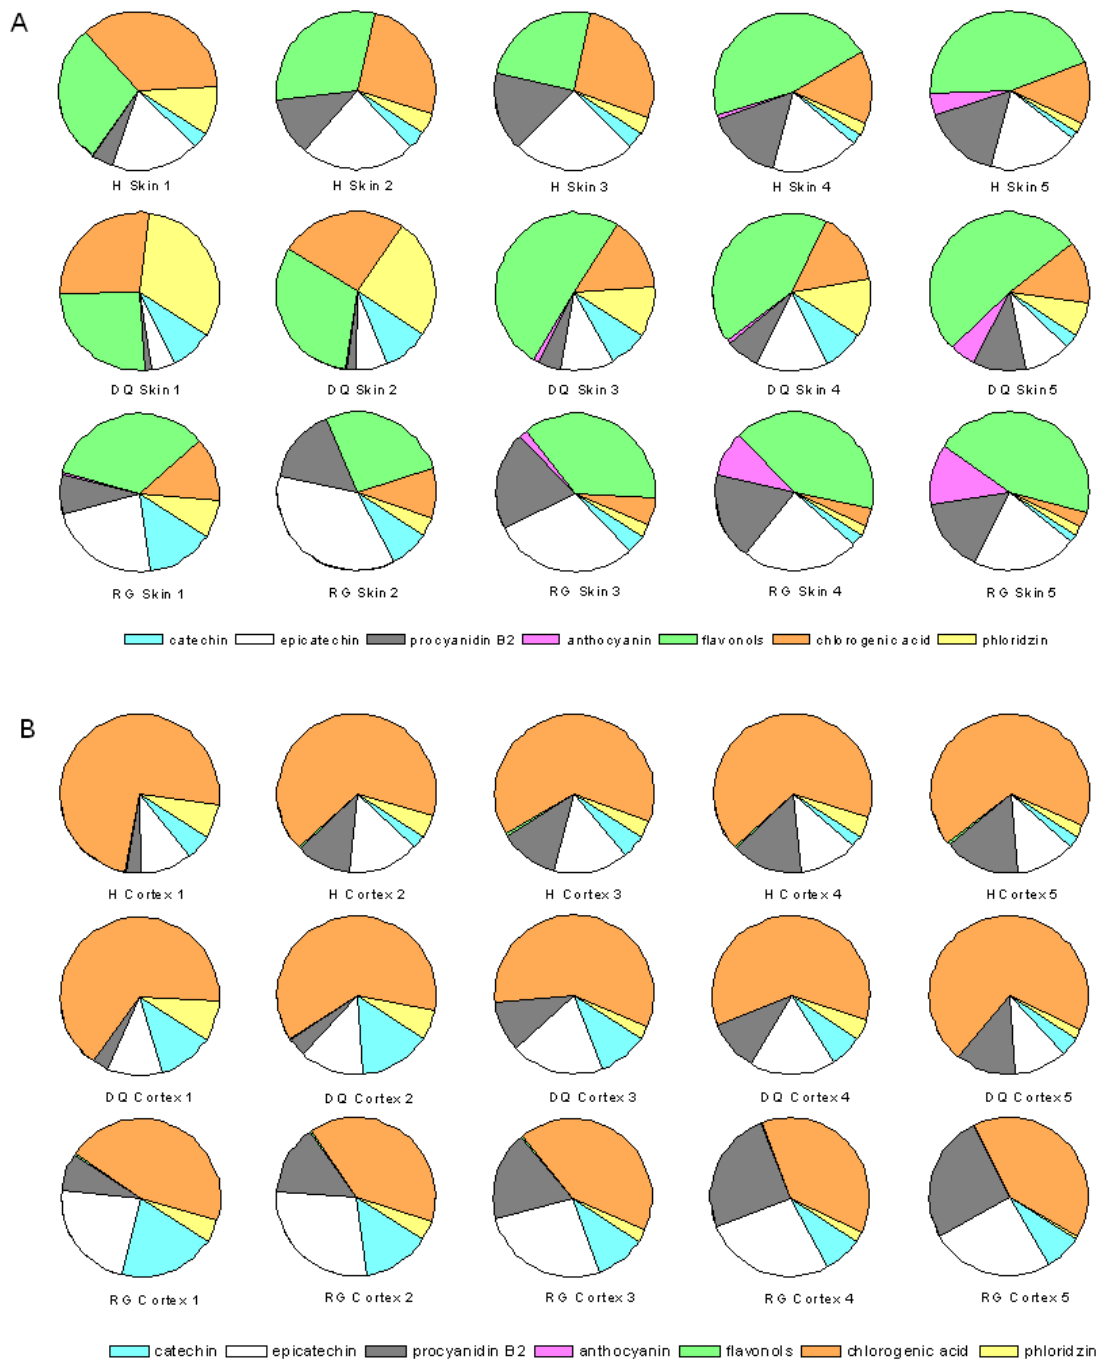 A
H Skin 1 H Skin 2 H Skin 3 H Skin 4 H Skin 5
DQ Skin 1 DQ Skin 2 DQ Skin 3 DQ Skin 4 DQ Skin 5
RG Skin 1 RG Skin 2 RG Skin 3 RG Skin 4 RG Skin 5
catechin epicatechin procyanidin B2 anthocyanin flavonols chlorogenic acid phloridzin
B
H Cortex 1 H Cortex 2 H Cortex 3 H Cortex 4 H Cortex 5
DQ Cortex 1 DQ Cortex 2 DQ Cortex 3 DQ Cortex 4 DQ Cortex 5
RG Cortex 1 RG Cortex 2 RG Cortex 3 RG Cortex 4 RG Cortex 5
catechin epicatechin procyanidin B2 anthocyanin flavonols chlorogenic acid phloridzin